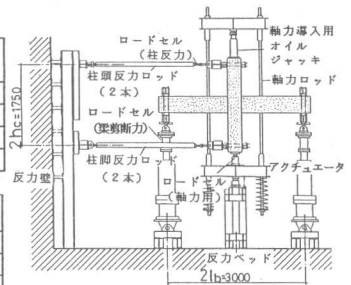 ロードセル
(柱反力)
柱頭反力ロッド
(2本)
軸力導入用
オイル
ジャッキ
軸力ロッド
2hc=1750
ロードセル
(梁剪断力)
柱脚反力ロッド
(2本)
反力壁
アクチュエータ
ロードセル
(軸力用)
反力ベッド
2lb=3000